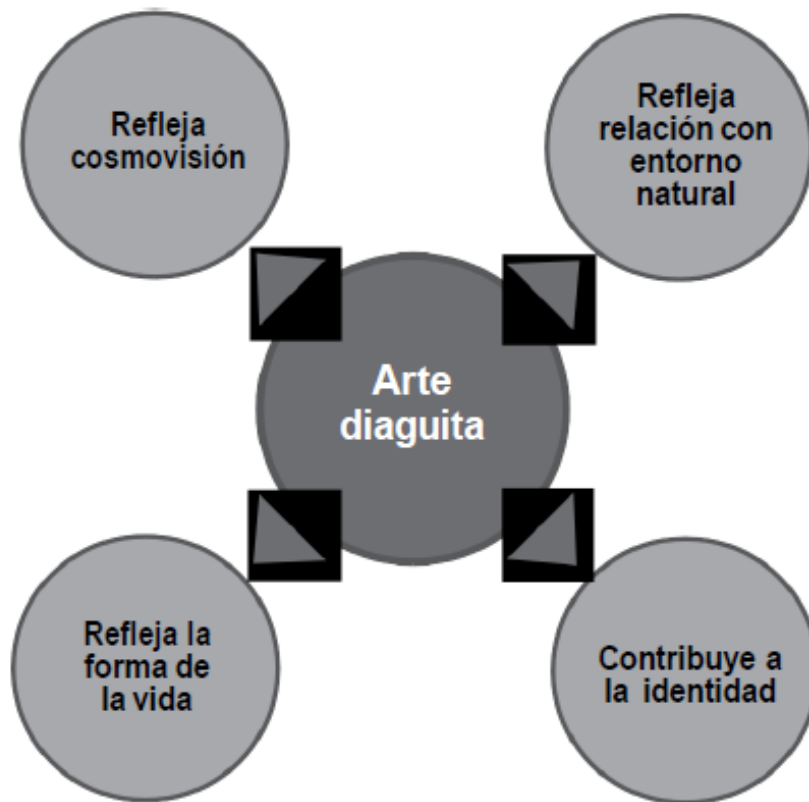 Refleja
cosmovisión
Refleja
relación con
entorno
natural
Arte
diaguita
Refleja la
forma de
la vida
Contribuye a
la identidad